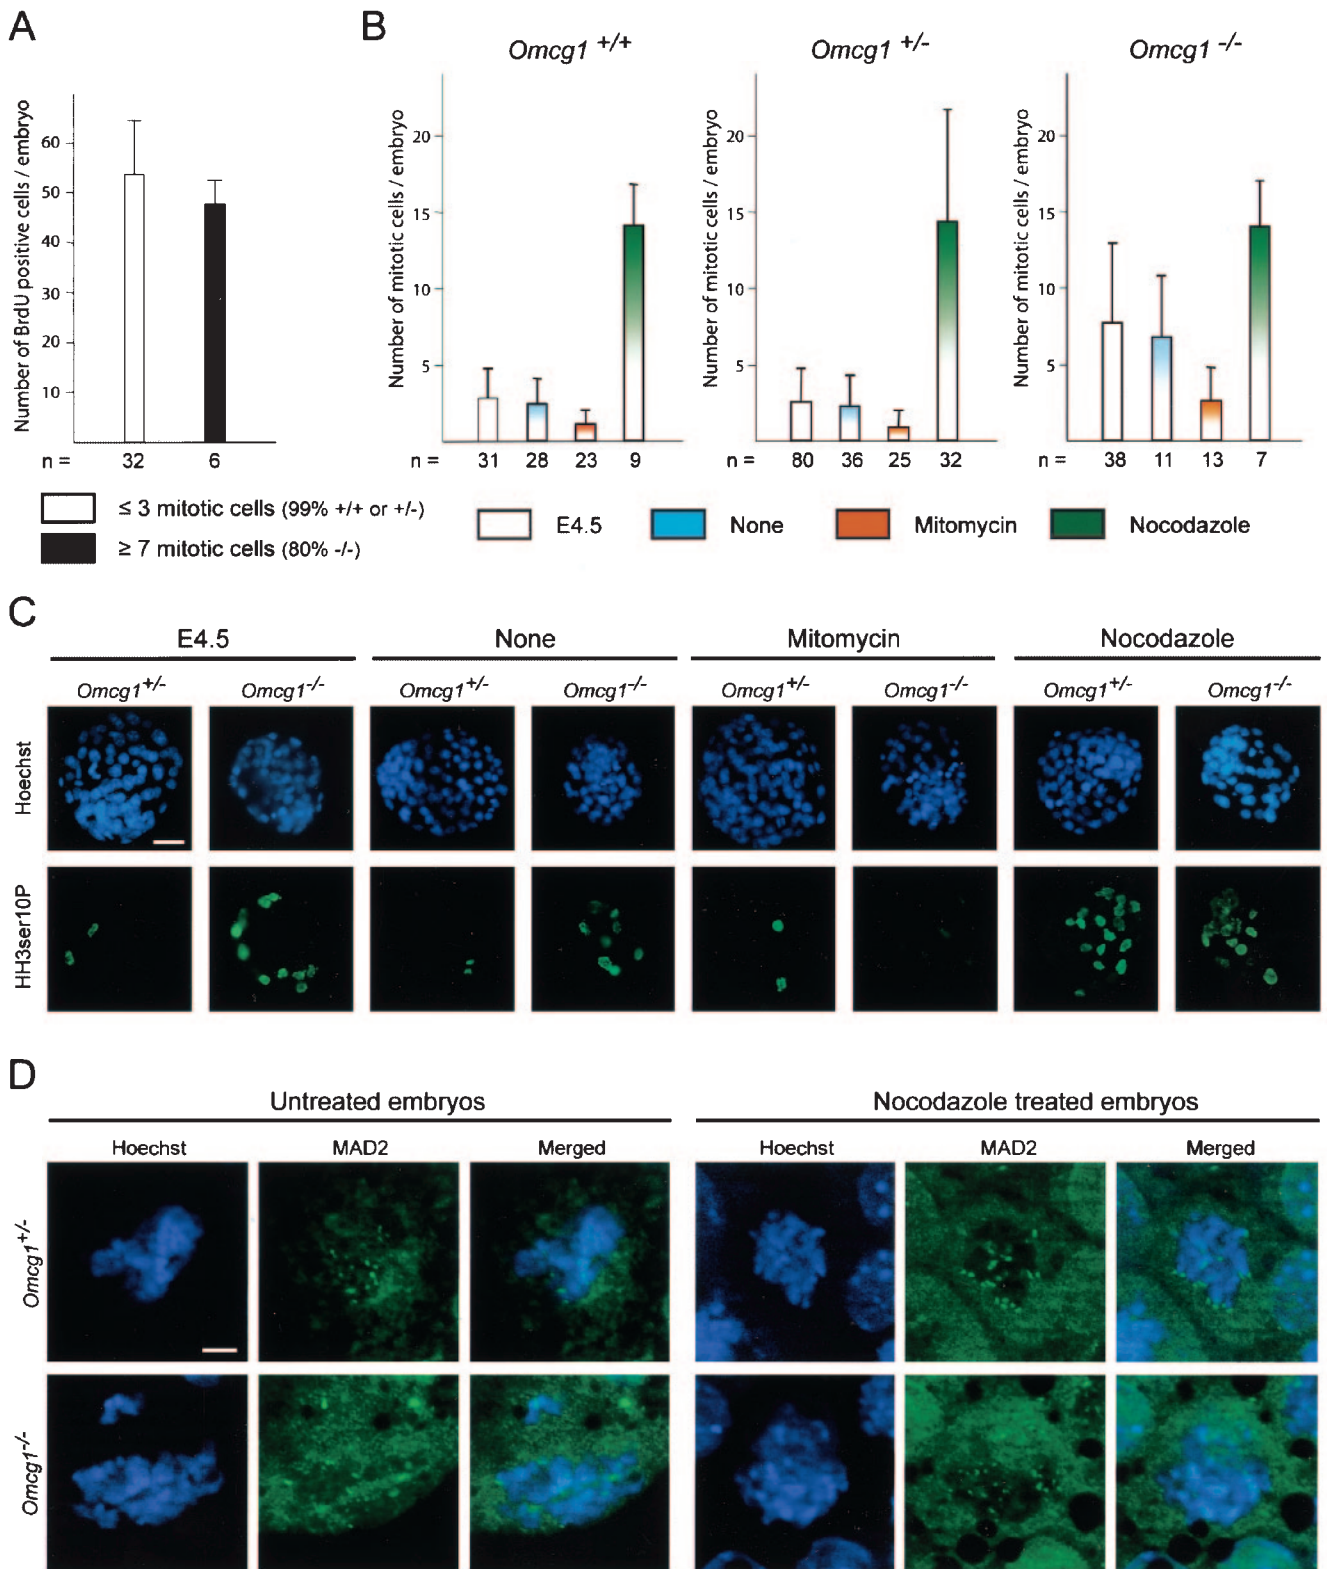 A
B
Omcg1 +/+
Omcg1 +/-
Omcg1 -/-
Number of BrdU positive cells / embryo
60
50
40
30
20
10
n = 32 6
Number of mitotic cells / embryo
20
15
10
5
n = 31 28 23 9
Number of mitotic cells / embryo
20
15
10
5
n = 80 36 25 32
Number of mitotic cells / embryo
20
15
10
5
n = 38 11 13 7
≤ 3 mitotic cells (99% +/+ or +/-)
≥ 7 mitotic cells (80% -/-)
E4.5 None Mitomycin Nocodazole
C
E4.5 None Mitomycin Nocodazole
Omcg1+/- Omcg1-/- Omcg1+/- Omcg1-/- Omcg1+/- Omcg1-/- Omcg1+/- Omcg1-/-
Hoechst
HH3ser10P
D
Untreated embryos Nocodazole treated embryos
Hoechst MAD2 Merged Hoechst MAD2 Merged
Omcg1+/-
Omcg1-/-